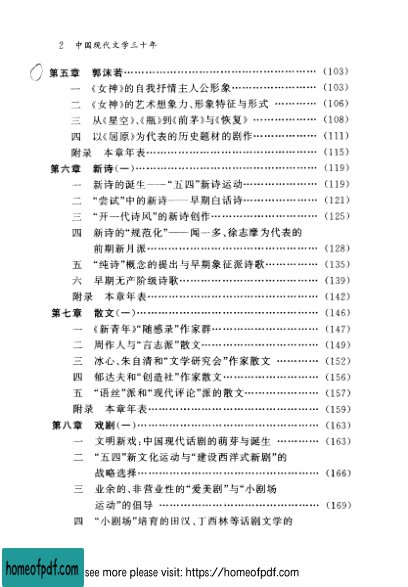 2 中国现代文学三十年
第五章 郭沫若……………………………………………（103）
一 《女神》的自我抒情主人公形象…………………（103）
二 《女神》的艺术想象力、形象特征与形式 …………（106）
三 从《星空》、《瓶》到《前茅》与《恢复》 ………………（108）
四 以《屈原》为代表的历史题材的剧作………………（111）
附录 本章年表…………………………………………（115）
第六章 新诗(一)…………………………………………（119）
一 新诗的诞生——“五四”新诗运动…………………（119）
二 “尝试”中的新诗——早期白话诗…………………（121）
三 “开一代诗风”的新诗创作…………………………（125）
四 新诗的“规范化”——闻一多、徐志摩为代表的
前期新月派…………………………………………（128）
五 “纯诗”概念的提出与早期象征派诗歌……………（135）
六 早期无产阶级诗歌…………………………………（139）
附录 本章年表…………………………………………（142）
第七章 散文(一)…………………………………………（146）
一 《新青年》“随感录”作家群…………………………（147）
二 周作人与“言志派”散文……………………………（149）
三 冰心、朱自清和“文学研究会”作家散文 …………（152）
四 郁达夫和“创造社”作家散文………………………（156）
五 “语丝”派和“现代评论”派的散文…………………（157）
附录 本章年表…………………………………………（159）
第八章 戏剧(一)…………………………………………（163）
一 文明新戏：中国现代话剧的萌芽与诞生 …………（163）
二 “五四”新文化运动与“建设西洋式新剧”的
战略选择……………………………………………（166）
三 业余的、非营业性的“爱美剧”与“小剧场
运动”的倡导 ………………………………………（169）
四 “小剧场”培育的田汉、丁西林等话剧文学的
homeofpdf.com
see more please visit: https://homeofpdf.com